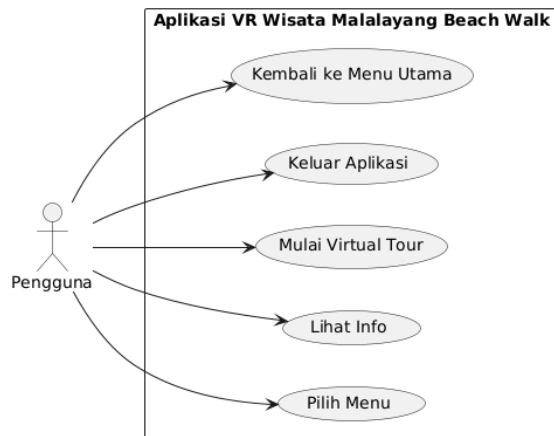 Aplikasi VR Wisata Malalayang Beach Walk
Kembali ke Menu Utama
Keluar Aplikasi
Mulai Virtual Tour
Pengguna
Lihat Info
Pilih Menu